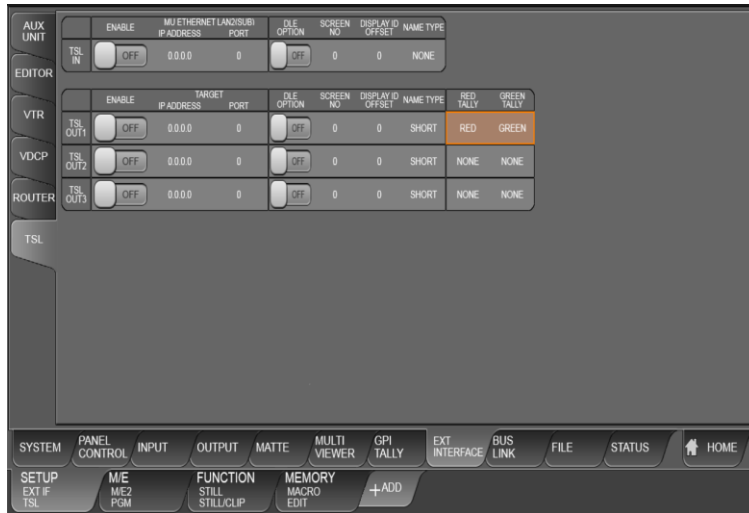 AUX
UNIT
EDITOR
VTR
VDCP
ROUTER
TSL
ENABLE MU ETHERNET LAN2(SUB) DLE OPTION SCREEN NO DISPLAY ID OFFSET NAME TYPE
IP ADDRESS PORT
TSL IN OFF 0.0.0.0 0 OFF 0 0 NONE
ENABLE TARGET DLE OPTION SCREEN NO DISPLAY ID OFFSET NAME TYPE RED TALLY GREEN TALLY
IP ADDRESS PORT
TSL OUT1 OFF 0.0.0.0 0 OFF 0 0 SHORT RED GREEN
TSL OUT2 OFF 0.0.0.0 0 OFF 0 0 SHORT NONE NONE
TSL OUT3 OFF 0.0.0.0 0 OFF 0 0 SHORT NONE NONE
SYSTEM PANEL CONTROL INPUT OUTPUT MATTE MULTI VIEWER GPI TALLY EXT INTERFACE BUS LINK FILE STATUS HOME
SETUP M/E FUNCTION MEMORY +ADD
EXT IF M/E2 STILL MACRO
TSL PGM STILL/CLIP EDIT